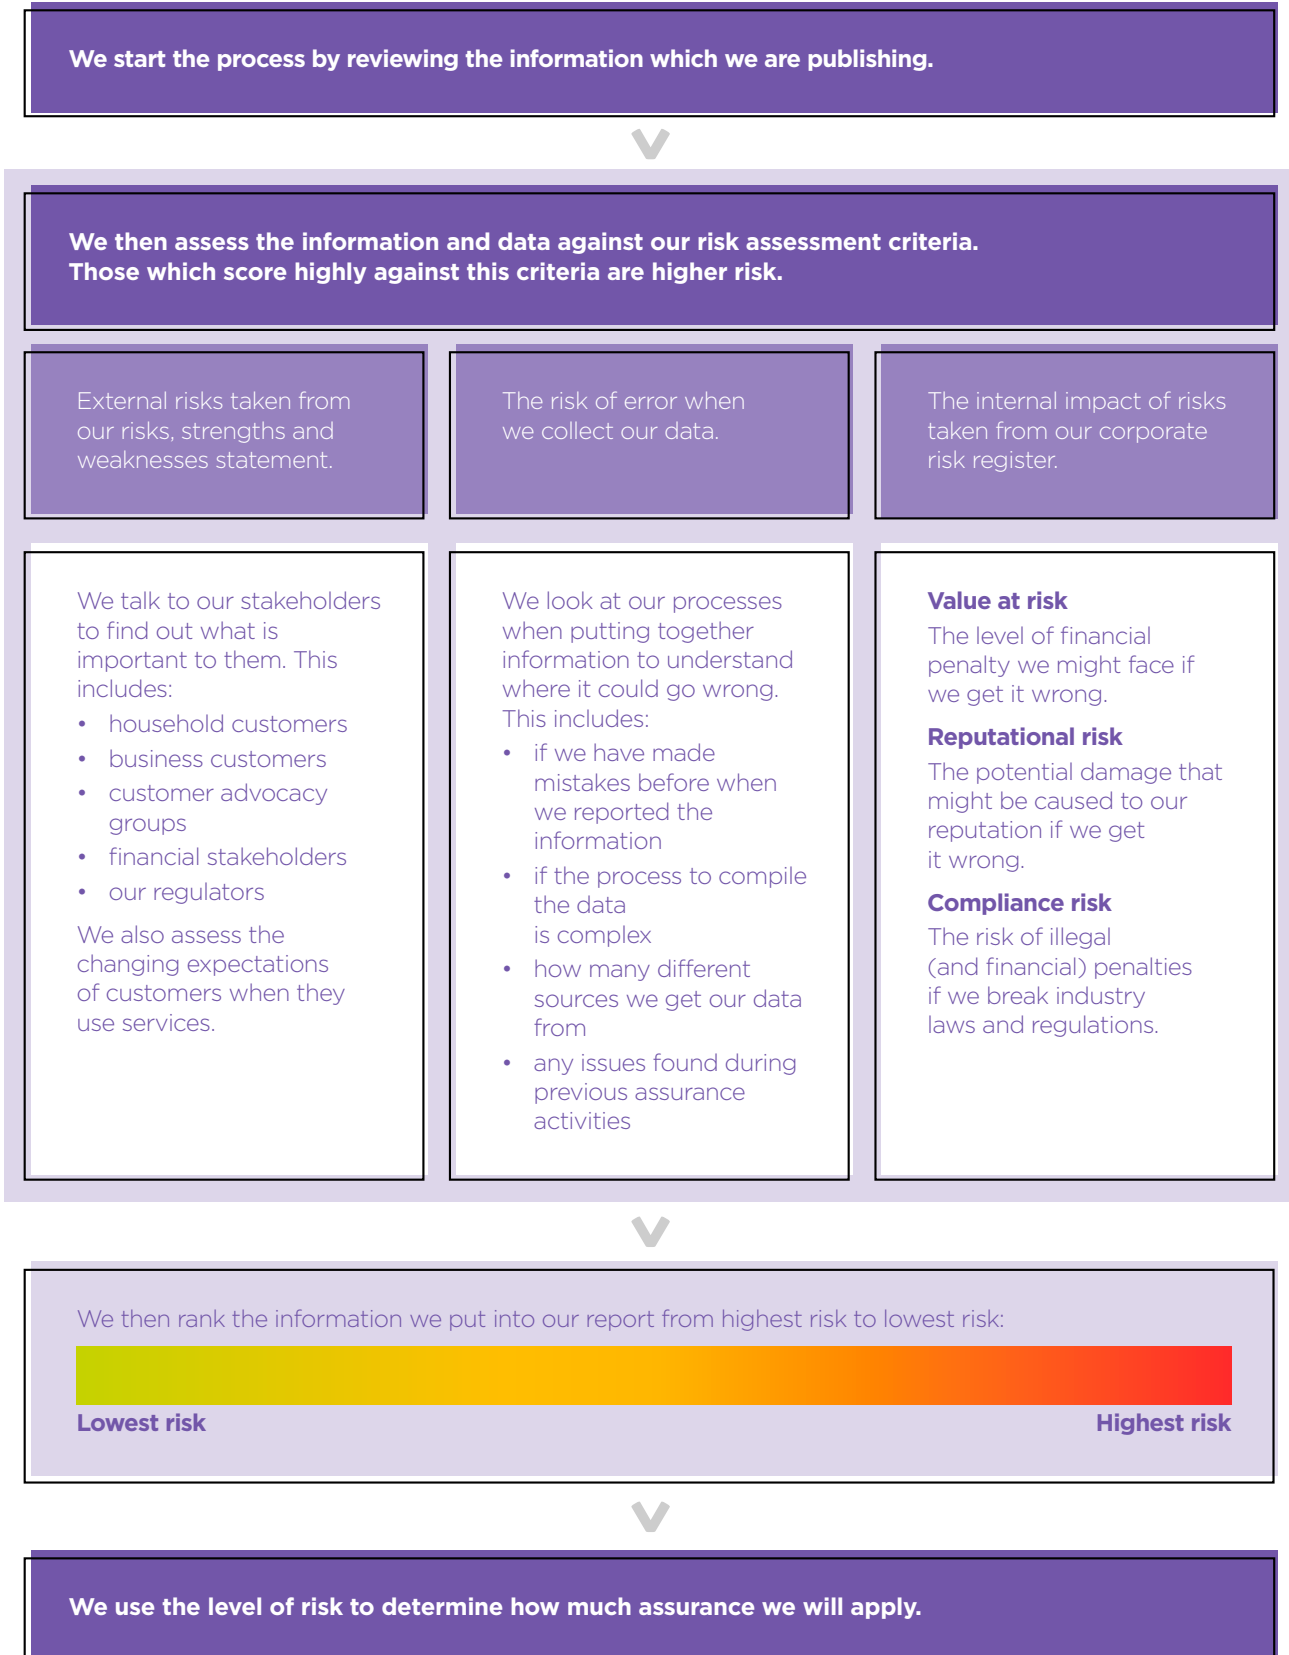 We start the process by reviewing the information which we are publishing.
We then assess the information and data against our risk assessment criteria.
Those which score highly against this criteria are higher risk.
External risks taken from
our risks, strengths and
weaknesses statement.
The risk of error when
we collect our data.
The internal impact of risks
taken from our corporate
risk register.
We talk to our stakeholders
to find out what is
important to them. This
includes:
• household customers
• business customers
• customer advocacy
groups
• financial stakeholders
• our regulators
We also assess the
changing expectations
of customers when they
use services.
We look at our processes
when putting together
information to understand
where it could go wrong.
This includes:
• if we have made
mistakes before when
we reported the
information
• if the process to compile
the data
is complex
• how many different
sources we get our data
from
• any issues found during
previous assurance
activities
Value at risk
The level of financial
penalty we might face if
we get it wrong.
Reputational risk
The potential damage that
might be caused to our
reputation if we get
it wrong.
Compliance risk
The risk of illegal
(and financial) penalties
if we break industry
laws and regulations.
We then rank the information we put into our report from highest risk to lowest risk:
Lowest risk
Highest risk
We use the level of risk to determine how much assurance we will apply.